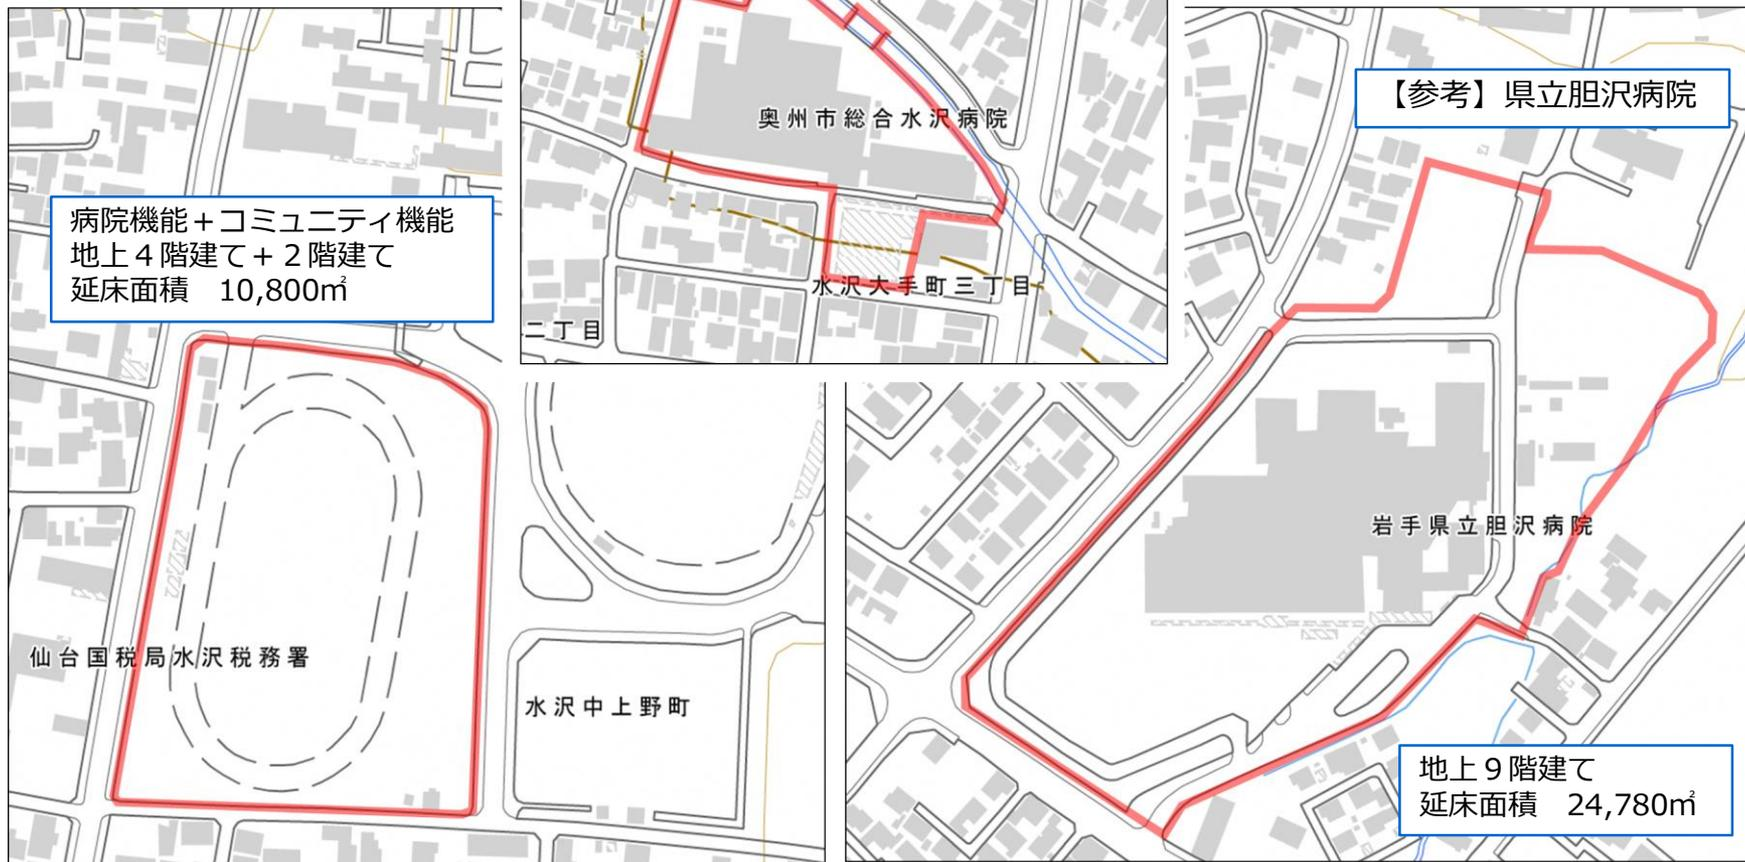 病院機能＋コミュニティ機能
地上４階建て＋２階建て
延床面積　10,800㎡
仙台国税局水沢税務署
奥州市総合水沢病院
水沢大手町三丁目
二丁目
水沢中上野町
【参考】県立胆沢病院
岩手県立胆沢病院
地上９階建て
延床面積　24,780㎡